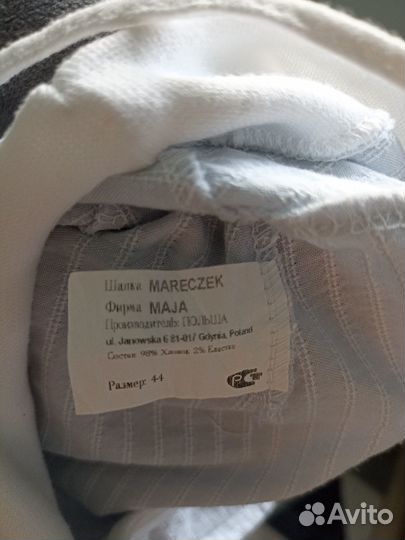 Шапка MARECZEK
Фирма MAJA
Производитель: ПОЛЬША
ul. Janowska 6 81-017 Gdynia, Poland
Состав: 98% Хлопок 2% Еластан
Размер: 44
РСТ
Avito